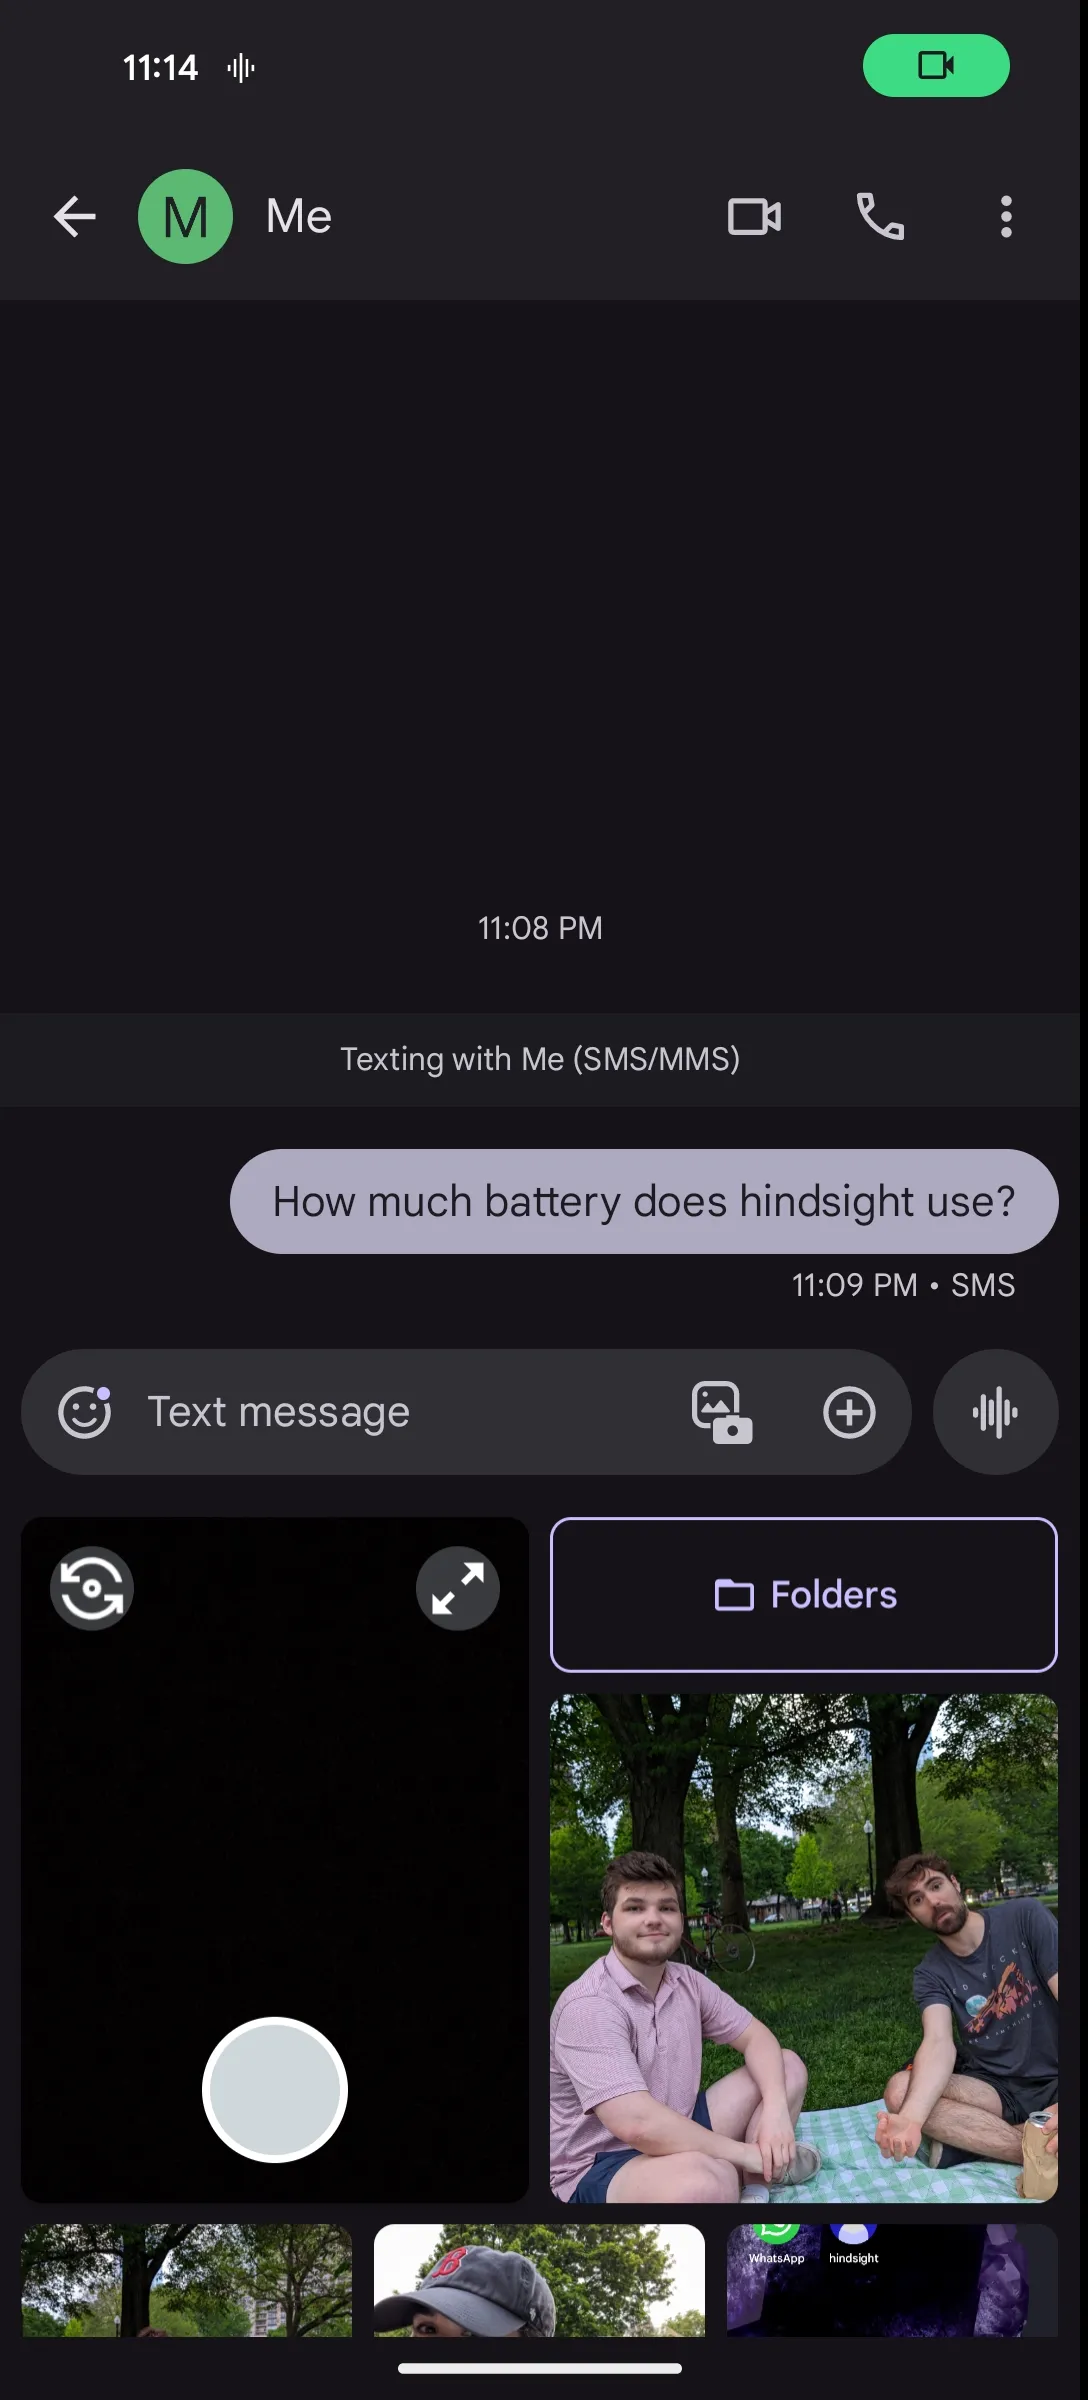 11:14
M Me
11:08 PM
Texting with Me (SMS/MMS)
How much battery does hindsight use?
11:09 PM • SMS
Text message
Folders
B
WhatsApp hindsight